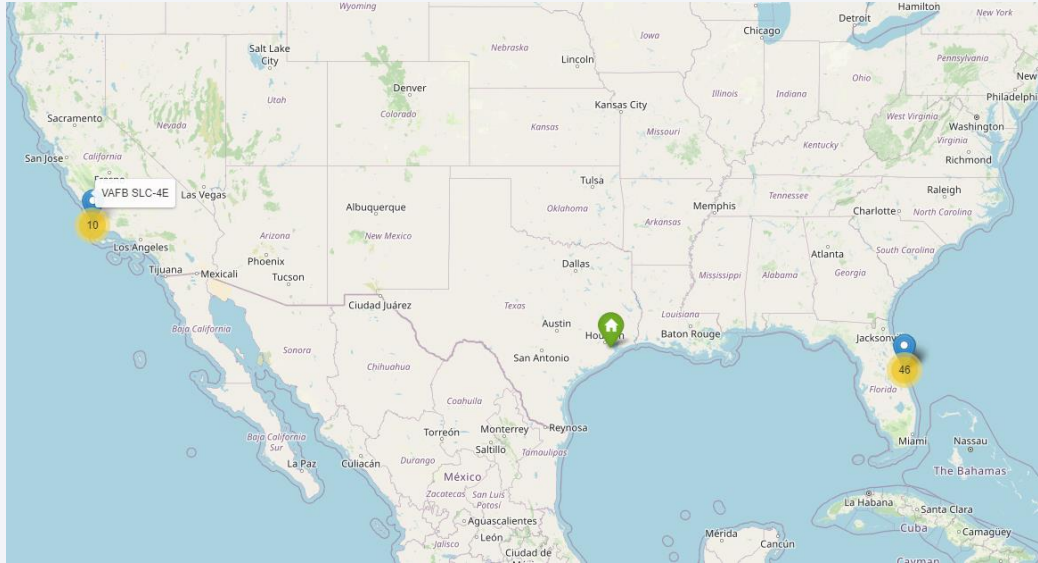 Wyoming
Hamilton
New York
Detroit
Chicago
Iowa
Salt Lake
City
Nebraska
Lincoln
Pennsylvania
New
Denver
Ohio
Utah
Illinois
Indiana
Philadelphi
Sacramento
Nevada
Colorado
Kansas City
West Virginia
Washington
Kansas
Missouri
Virginia
San Jose
California
Kentucky
Richmond
VAFB SLC-4E
Las Vegas
Tulsa
Raleigh
Albuquerque
Oklahoma
Memphis
Tennessee
Charlotte
North Carolina
10
Arkansas
Los Angeles
Arizona
New Mexico
South Carolina
Atlanta
Phoenix
Dallas
Tijuana
Mexicali
Tucson
Mississippi
Alabama
Georgia
Ciudad Juárez
Texas
Louisiana
Baja California
Austin
Baton Rouge
Sonora
San Antonio
Chihuahua
46
Florida
Coahuila
Baja California
Sur
Torreón
Monterrey
Reynosa
Miami
Nassau
Saltillo
Tamaulipas
La Paz
Culiacán
Durango
The Bahamas
México
Zacatecas
San Luis
Potosí
La Habana
Santa Clara
Aguascalientes
Cuba
Camagüey
León
Mérida
Jalisco
Ciudad de
Cancún
Cayman